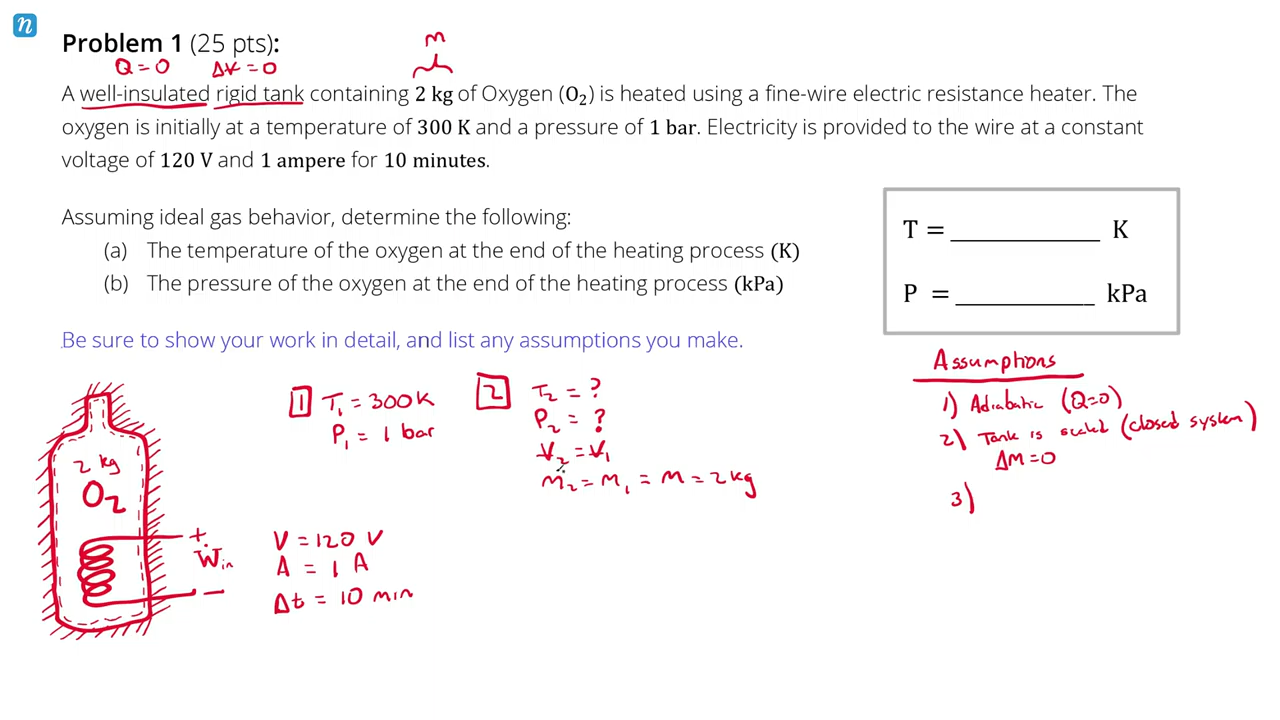 n
Problem 1 (25 pts):
m
Q = 0 ΔV = 0
A well-insulated rigid tank containing 2 kg of Oxygen (O₂) is heated using a fine-wire electric resistance heater. The
oxygen is initially at a temperature of 300 K and a pressure of 1 bar. Electricity is provided to the wire at a constant
voltage of 120 V and 1 ampere for 10 minutes.
Assuming ideal gas behavior, determine the following:
(a) The temperature of the oxygen at the end of the heating process (K)
(b) The pressure of the oxygen at the end of the heating process (kPa)
T = ____________ K
P = ____________ kPa
Be sure to show your work in detail, and list any assumptions you make.
2 kg
O₂
+
Ẇin
−
1 T₁ = 300K
P₁ = 1 bar
V = 120 V
A = 1 A
Δt = 10 min
2 T₂ = ?
P₂ = ?
V₂ = V₁
m₂ = m₁ = m = 2 kg
Assumptions
1) Adiabatic (Q=0)
2) Tank is sealed (closed system)
Δm = 0
3)